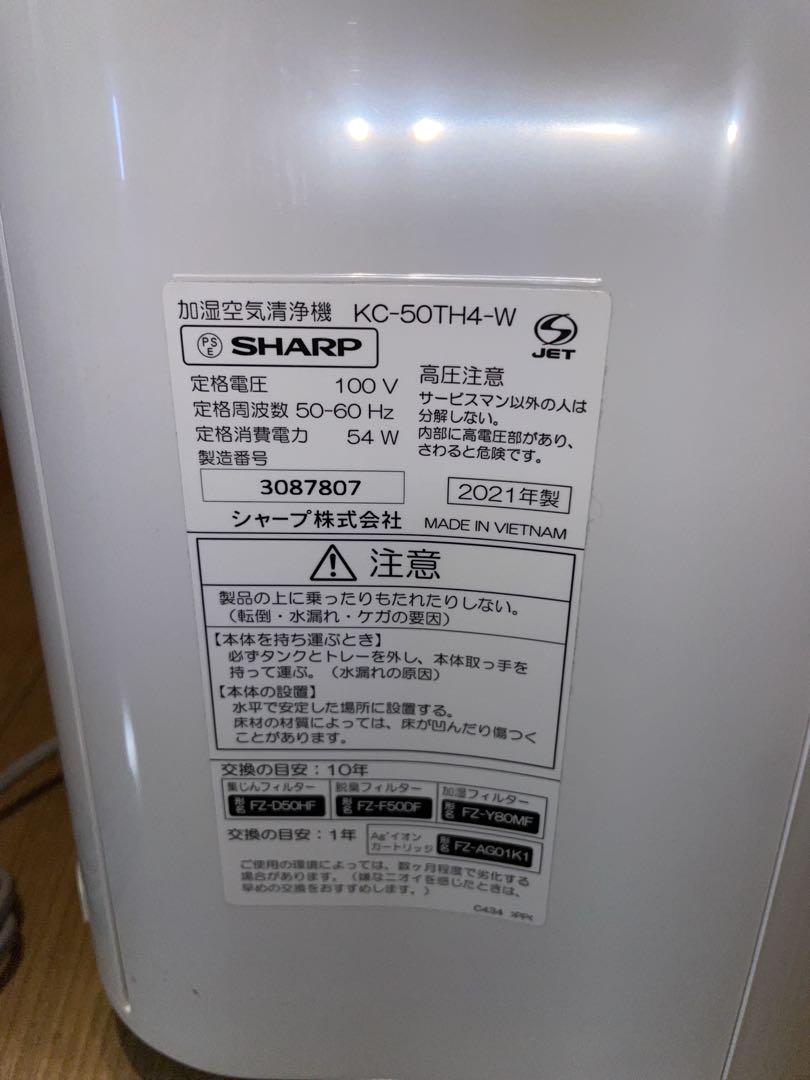 加湿空気清浄機 KC-50TH4-W
PS
E
SHARP
JET
定格電圧 100 V
定格周波数 50-60 Hz
定格消費電力 54 W
製造番号
3087807
高圧注意
サービスマン以外の人は
分解しない。
内部に高電圧部があり、
さわると危険です。
2021年製
シャープ株式会社 MADE IN VIETNAM
注意
製品の上に乗ったりもたれたりしない。
（転倒・水漏れ・ケガの要因）
【本体を持ち運ぶとき】
必ずタンクとトレーを外し、本体取っ手を
持って運ぶ。（水漏れの原因）
【本体の設置】
水平で安定した場所に設置する。
床材の材質によっては、床が凹んだり傷つく
ことがあります。
交換の目安：10年
集じんフィルター
形名 FZ-D50HF
脱臭フィルター
形名 FZ-F50DF
加湿フィルター
形名 FZ-Y80MF
交換の目安：1年
Ag+イオン
カートリッジ
形名 FZ-AG01K1
ご使用の環境によっては、数ヶ月程度で劣化する
場合があります。（嫌なニオイを感じたときは、
早めの交換をおすすめします。）
C434 >PP<